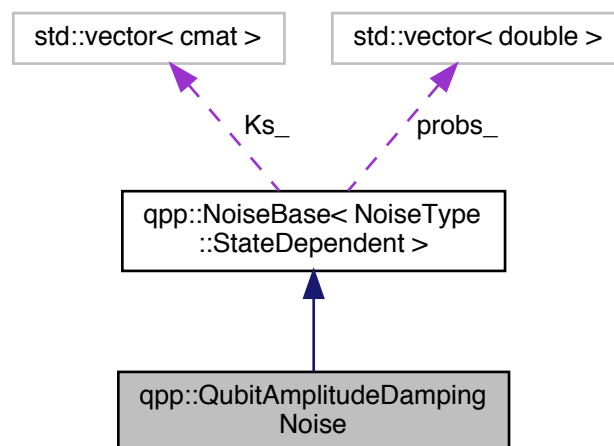 std::vector< cmat >
std::vector< double >
Ks_
probs_
qpp::NoiseBase< NoiseType
::StateDependent >
qpp::QubitAmplitudeDamping
Noise